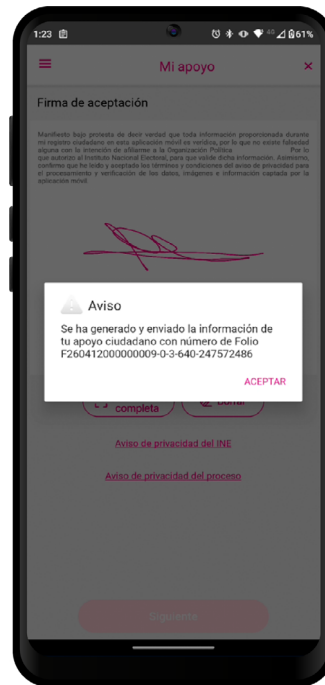 1:23
4G
61%
Mi apoyo
×
Firma de aceptación
Manifiesto bajo protesta de decir verdad que toda información proporcionada durante
mi registro ciudadano en esta aplicación móvil es verídica, por lo que no existe falsedad
alguna con la intención de afiliarme a la Organización Política Por lo
que autorizo al Instituto Nacional Electoral, para que valide dicha información. Asimismo,
confirmo que he leído y aceptado los términos y condiciones del aviso de privacidad para
el procesamiento y verificación de los datos, imágenes e información captada por la
aplicación móvil.
Aviso
Se ha generado y enviado la información de
tu apoyo ciudadano con número de Folio
F260412000000009-0-3-640-247572486
ACEPTAR
completa
Borrar
Aviso de privacidad del INE
Aviso de privacidad del proceso
Siguiente